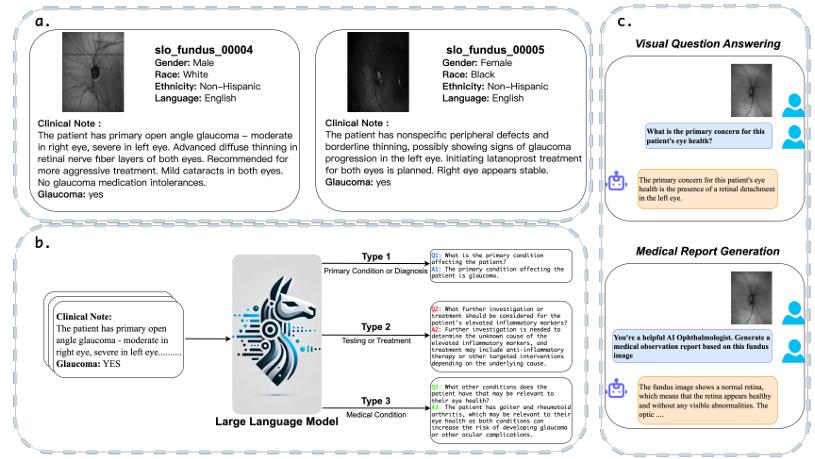 a.
slo_fundus_00004
Gender: Male
Race: White
Ethnicity: Non-Hispanic
Language: English
Clinical Note :
The patient has primary open angle glaucoma – moderate
in right eye, severe in left eye. Advanced diffuse thinning in
retinal nerve fiber layers of both eyes. Recommended for
more aggressive treatment. Mild cataracts in both eyes.
No glaucoma medication intolerances.
Glaucoma: yes
slo_fundus_00005
Gender: Female
Race: Black
Ethnicity: Non-Hispanic
Language: English
Clinical Note :
The patient has nonspecific peripheral defects and
borderline thinning, possibly showing signs of glaucoma
progression in the left eye. Initiating latanoprost treatment
for both eyes is planned. Right eye appears stable.
Glaucoma: yes
b.
Clinical Note:
The patient has primary open
angle glaucoma - moderate in
right eye, severe in left eye.........
Glaucoma: YES
Large Language Model
Type 1
Primary Condition or Diagnosis
Q1: What is the primary condition
affecting the patient?
A1: The primary condition affecting the
patient is glaucoma.
Type 2
Testing or Treatment
Q2: What further investigation or
treatment should be considered for the
patient's elevated inflammatory markers?
A2: Further investigation is needed to
determine the unknown cause of the
elevated inflammatory markers, and
treatment may include anti-inflammatory
therapy or other targeted interventions
depending on the underlying cause.
Type 3
Medical Condition
Q3: What other conditions does the
patient have that may be relevant to
their eye health?
A3: The patient has goiter and rheumatoid
arthritis, which may be relevant to their
eye health as both conditions can
increase the risk of developing glaucoma
or other ocular complications.
c.
Visual Question Answering
What is the primary concern for this
patient's eye health?
The primary concern for this patient's eye
health is the presence of a retinal detachment
in the left eye.
Medical Report Generation
You're a helpful AI Ophthalmologist. Generate a
medical observation report based on this fundus
image
The fundus image shows a normal retina,
which means that the retina appears healthy
and without any visible abnormalities. The
optic ....